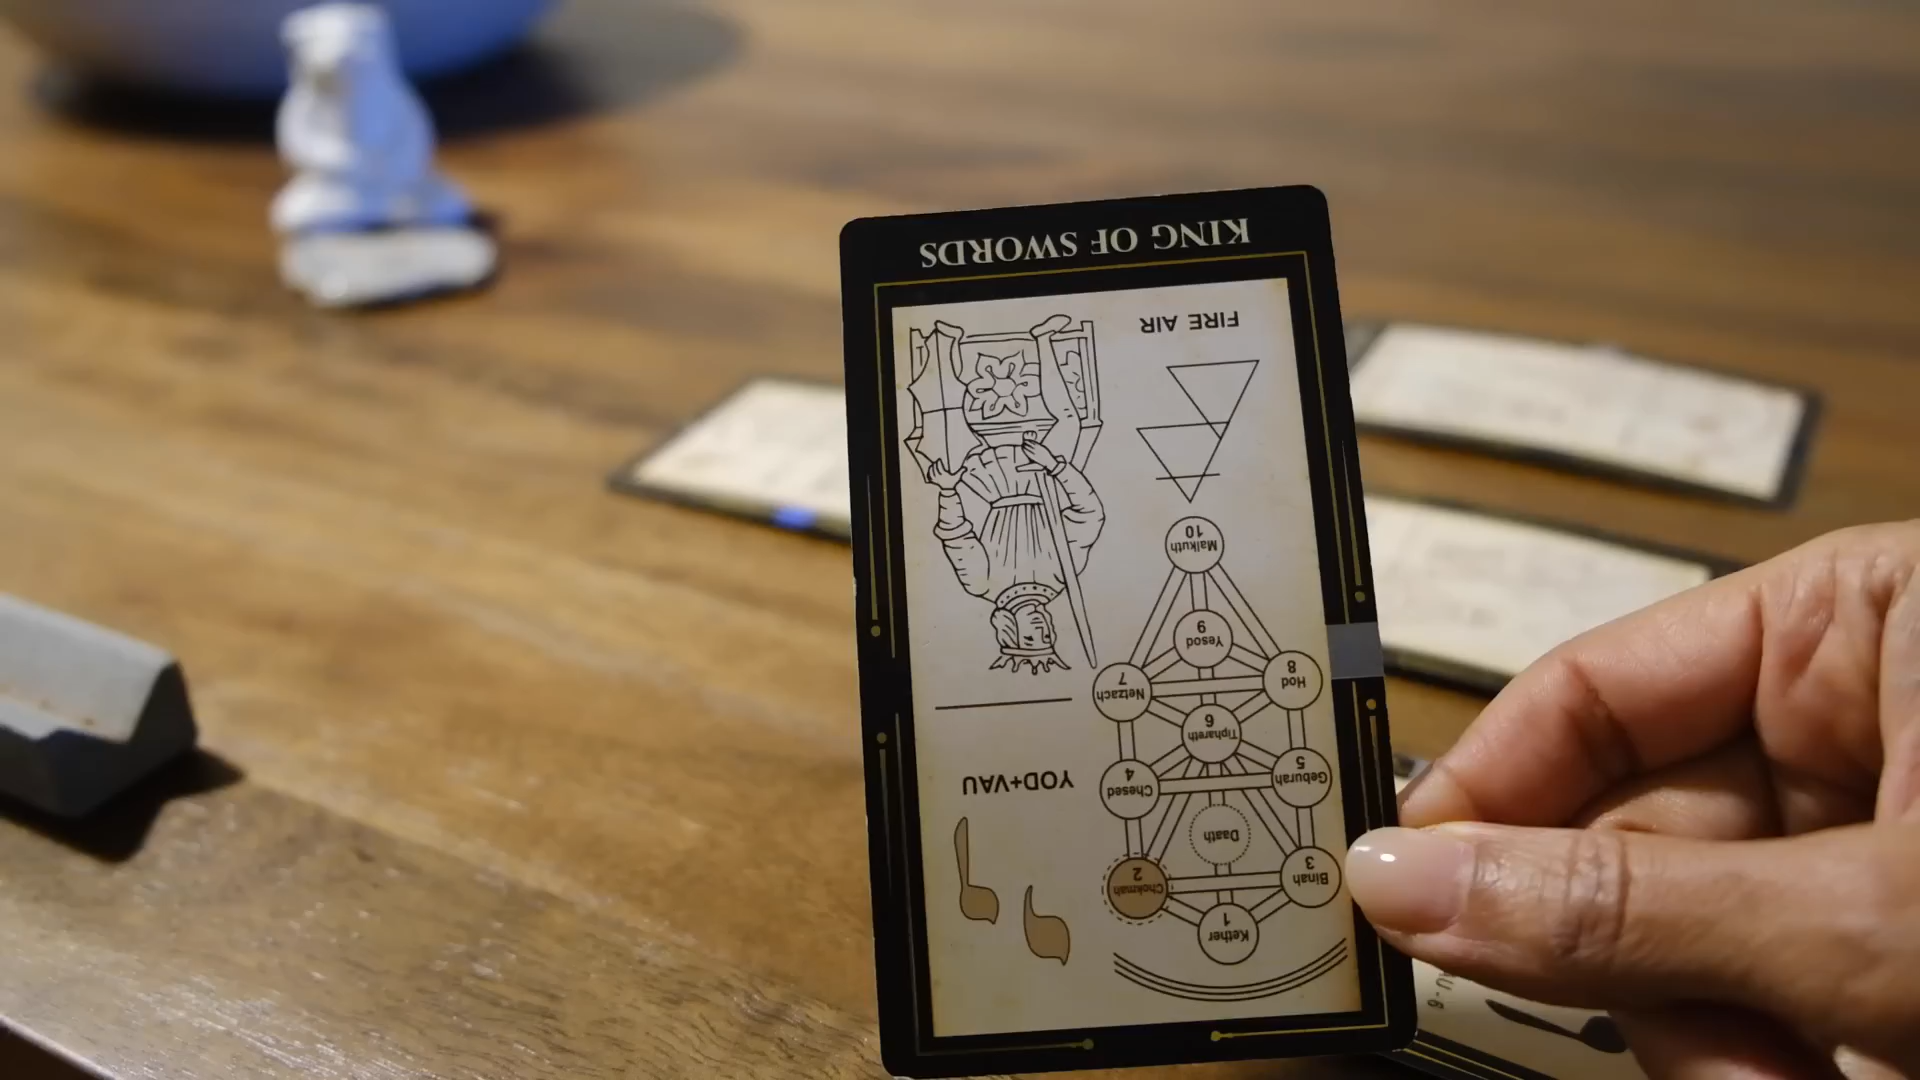 KING OF SWORDS
FIRE AIR
Malkuth
10
Yesod
9
Netzach
7
Hod
8
Tiphareth
6
YOD+VAU
Chesed
4
Geburah
5
Daath
Chokmah
2
Binah
3
Kether
1
U-6